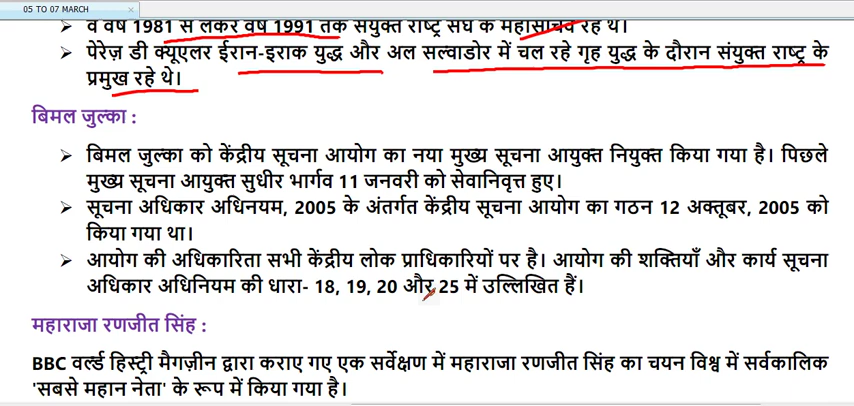 05 TO 07 MARCH
वे वर्ष 1981 से लेकर वर्ष 1991 तक संयुक्त राष्ट्र संघ के महासचिव रहे थे।
पेरेज़ डी क्यूएलर ईरान-इराक युद्ध और अल सल्वाडोर में चल रहे गृह युद्ध के दौरान संयुक्त राष्ट्र के
प्रमुख रहे थे।
बिमल जुल्का :
बिमल जुल्का को केंद्रीय सूचना आयोग का नया मुख्य सूचना आयुक्त नियुक्त किया गया है। पिछले
मुख्य सूचना आयुक्त सुधीर भार्गव 11 जनवरी को सेवानिवृत्त हुए।
सूचना अधिकार अधिनयम, 2005 के अंतर्गत केंद्रीय सूचना आयोग का गठन 12 अक्तूबर, 2005 को
किया गया था।
आयोग की अधिकारिता सभी केंद्रीय लोक प्राधिकारियों पर है। आयोग की शक्तियाँ और कार्य सूचना
अधिकार अधिनियम की धारा- 18, 19, 20 और 25 में उल्लिखित हैं।
महाराजा रणजीत सिंह :
BBC वर्ल्ड हिस्ट्री मैगज़ीन द्वारा कराए गए एक सर्वेक्षण में महाराजा रणजीत सिंह का चयन विश्व में सर्वकालिक
'सबसे महान नेता' के रूप में किया गया है।